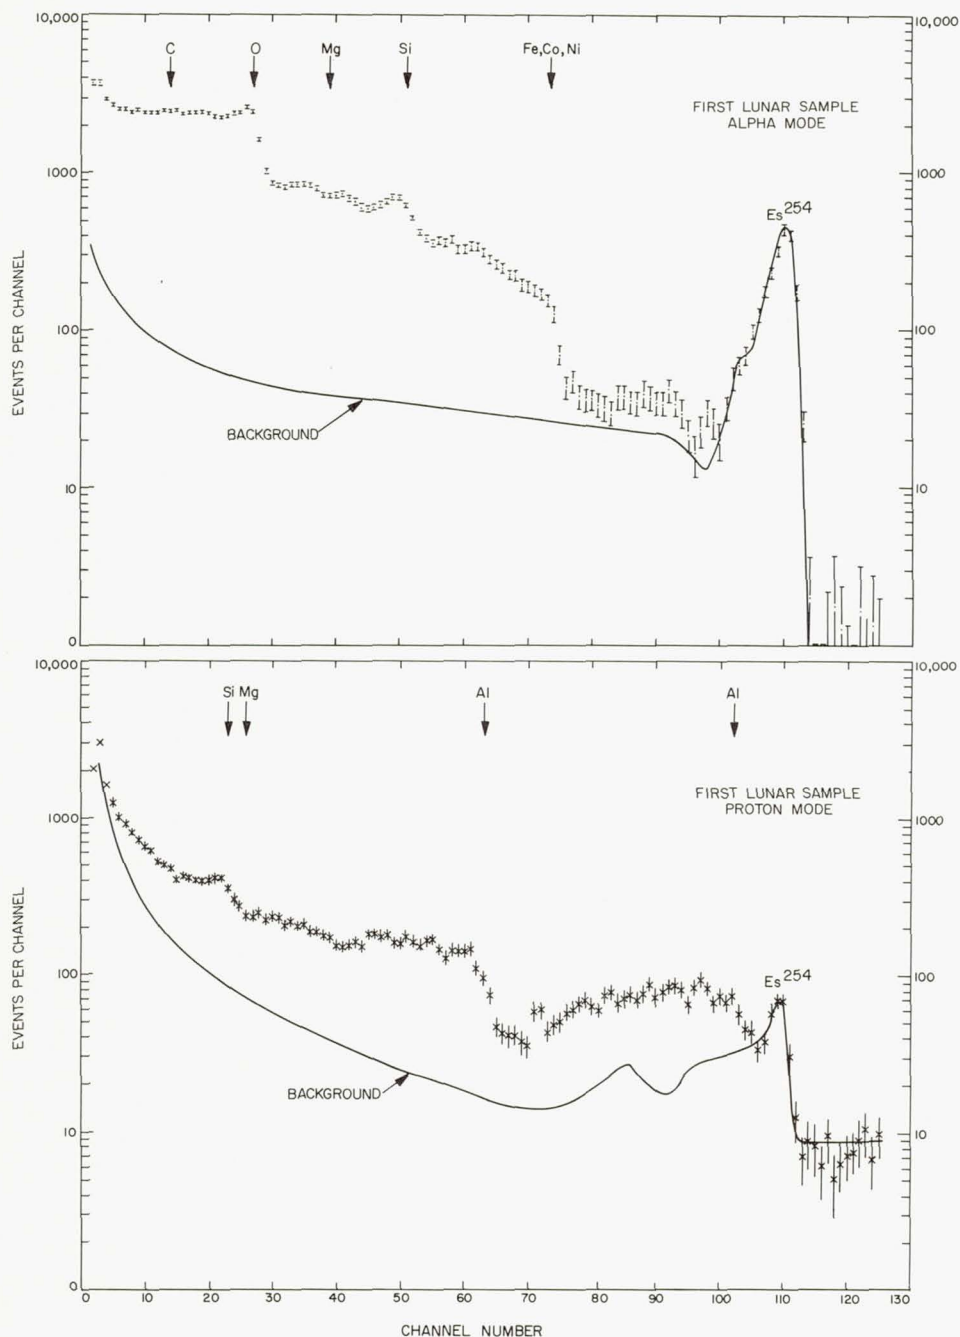 10,000
10,000
C
O
Mg
Si
Fe,Co,Ni
FIRST LUNAR SAMPLE
ALPHA MODE
1000
1000
Es254
EVENTS PER CHANNEL
100
100
BACKGROUND
10
10
0
10,000
10,000
Si Mg
Al
Al
FIRST LUNAR SAMPLE
PROTON MODE
1000
1000
Es254
EVENTS PER CHANNEL
100
100
BACKGROUND
10
10
0
0 10 20 30 40 50 60 70 80 90 100 110 120 130
CHANNEL NUMBER